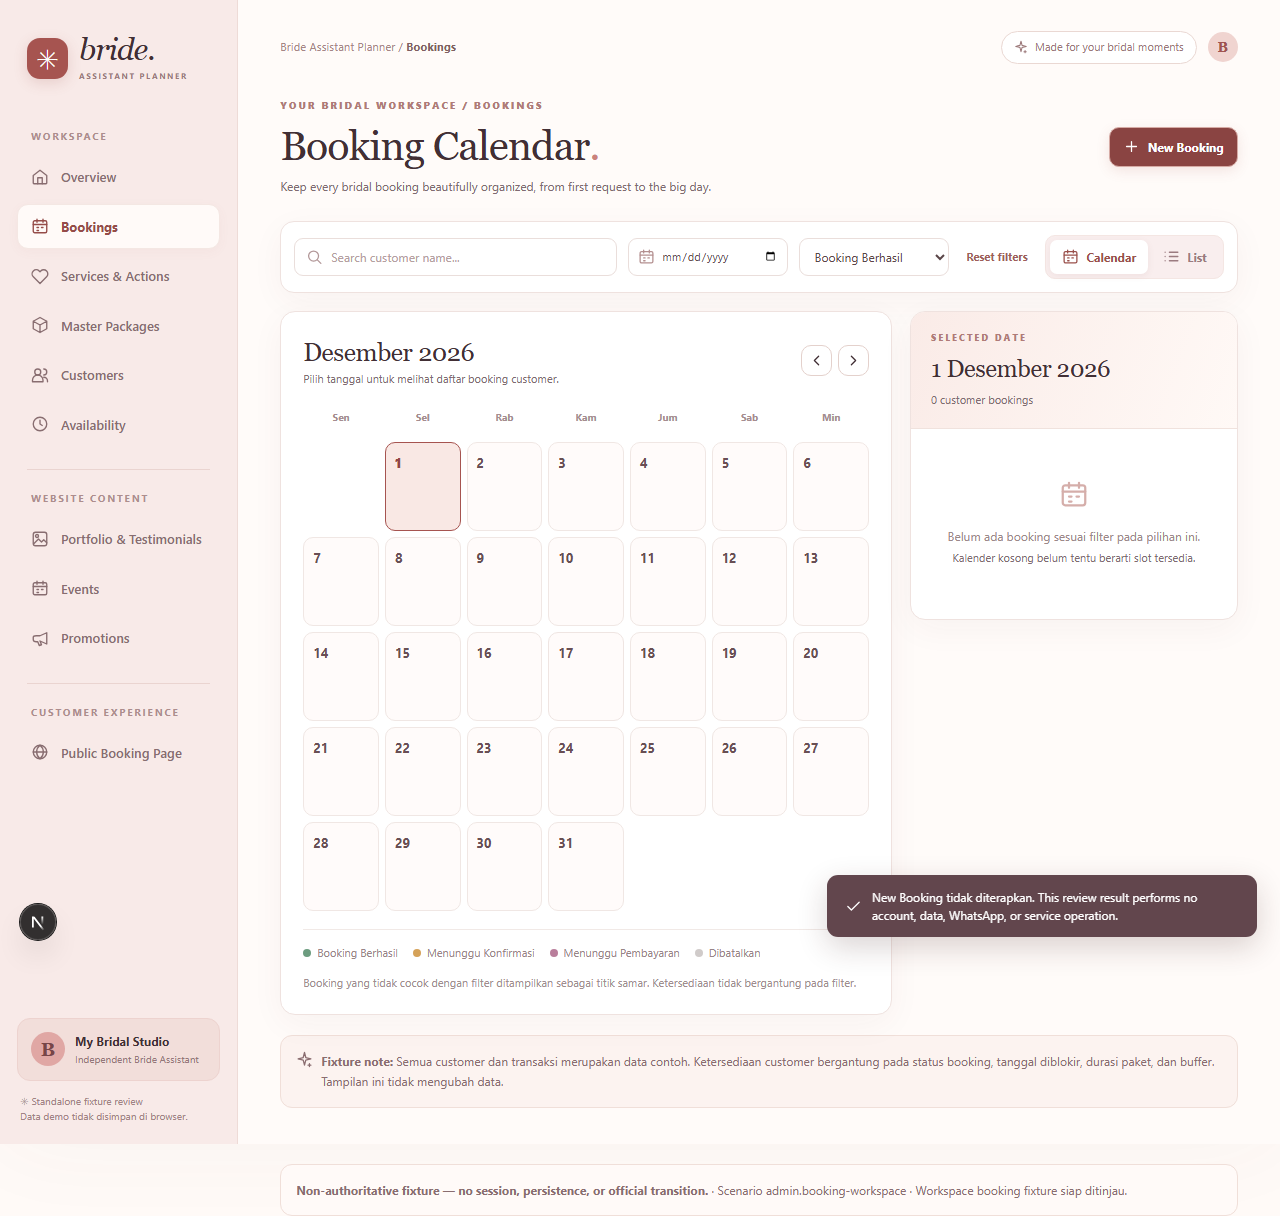 bride.
ASSISTANT PLANNER
WORKSPACE
Overview
Bookings
Services & Actions
Master Packages
Customers
Availability
WEBSITE CONTENT
Portfolio & Testimonials
Events
Promotions
CUSTOMER EXPERIENCE
Public Booking Page
N
B
My Bridal Studio
Independent Bride Assistant
✳ Standalone fixture review
Data demo tidak disimpan di browser.
Bride Assistant Planner / Bookings
Made for your bridal moments
B
YOUR BRIDAL WORKSPACE / BOOKINGS
Booking Calendar.
Keep every bridal booking beautifully organized, from first request to the big day.
New Booking
Search customer name...
mm/dd/yyyy
Booking Berhasil
Reset filters
Calendar
List
Desember 2026
Pilih tanggal untuk melihat daftar booking customer.
Sen Sel Rab Kam Jum Sab Min
1 2 3 4 5 6
7 8 9 10 11 12 13
14 15 16 17 18 19 20
21 22 23 24 25 26 27
28 29 30 31
Booking Berhasil Menunggu Konfirmasi Menunggu Pembayaran Dibatalkan
Booking yang tidak cocok dengan filter ditampilkan sebagai titik samar. Ketersediaan tidak bergantung pada filter.
SELECTED DATE
1 Desember 2026
0 customer bookings
Belum ada booking sesuai filter pada pilihan ini.
Kalender kosong belum tentu berarti slot tersedia.
New Booking tidak diterapkan. This review result performs no
account, data, WhatsApp, or service operation.
Fixture note: Semua customer dan transaksi merupakan data contoh. Ketersediaan customer bergantung pada status booking, tanggal diblokir, durasi paket, dan buffer.
Tampilan ini tidak mengubah data.
Non-authoritative fixture — no session, persistence, or official transition. · Scenario admin.booking-workspace · Workspace booking fixture siap ditinjau.